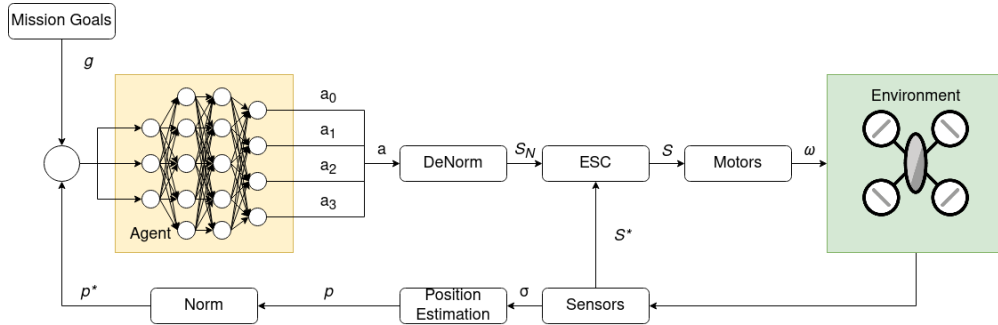 Mission Goals
g
Environment
a0
a1
a
a2
a3
DeNorm
SN
ESC
S
Motors
ω
Agent
S*
p*
Norm
p
Position
Estimation
σ
Sensors